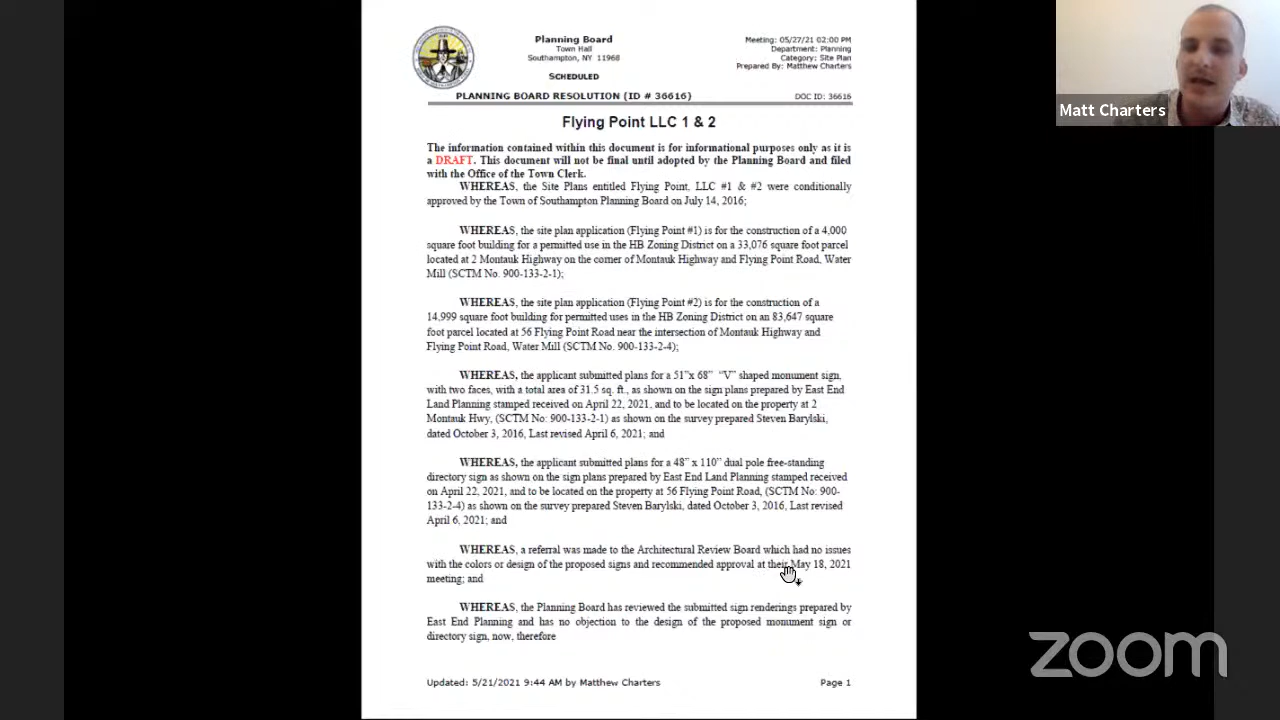 Planning Board
Town Hall
Southampton, NY 11968
SCHEDULED
Meeting: 05/27/21 02:00 PM
Department: Planning
Category: Site Plan
Prepared By: Matthew Charters
PLANNING BOARD RESOLUTION (ID # 36616)
DOC ID: 36616
Flying Point LLC 1 & 2
The information contained within this document is for informational purposes only as it is
a DRAFT. This document will not be final until adopted by the Planning Board and filed
with the Office of the Town Clerk.
WHEREAS, the Site Plans entitled Flying Point, LLC #1 & #2 were conditionally
approved by the Town of Southampton Planning Board on July 14, 2016;
WHEREAS, the site plan application (Flying Point #1) is for the construction of a 4,000
square foot building for a permitted use in the HB Zoning District on a 33,076 square foot parcel
located at 2 Montauk Highway on the corner of Montauk Highway and Flying Point Road, Water
Mill (SCTM No. 900-133-2-1);
WHEREAS, the site plan application (Flying Point #2) is for the construction of a
14,999 square foot building for permitted uses in the HB Zoning District on an 83,647 square
foot parcel located at 56 Flying Point Road near the intersection of Montauk Highway and
Flying Point Road, Water Mill (SCTM No. 900-133-2-4);
WHEREAS, the applicant submitted plans for a 51"x 68" "V" shaped monument sign,
with two faces, with a total area of 31.5 sq. ft., as shown on the sign plans prepared by East End
Land Planning stamped received on April 22, 2021, and to be located on the property at 2
Montauk Hwy, (SCTM No: 900-133-2-1) as shown on the survey prepared Steven Barylski,
dated October 3, 2016, Last revised April 6, 2021; and
WHEREAS, the applicant submitted plans for a 48" x 110" dual pole free-standing
directory sign as shown on the sign plans prepared by East End Land Planning stamped received
on April 22, 2021, and to be located on the property at 56 Flying Point Road, (SCTM No: 900-
133-2-4) as shown on the survey prepared Steven Barylski, dated October 3, 2016, Last revised
April 6, 2021; and
WHEREAS, a referral was made to the Architectural Review Board which had no issues
with the colors or design of the proposed signs and recommended approval at their May 18, 2021
meeting; and
WHEREAS, the Planning Board has reviewed the submitted sign renderings prepared by
East End Planning and has no objection to the design of the proposed monument sign or
directory sign, now, therefore
Updated: 5/21/2021 9:44 AM by Matthew Charters
Page 1
Matt Charters
zoom